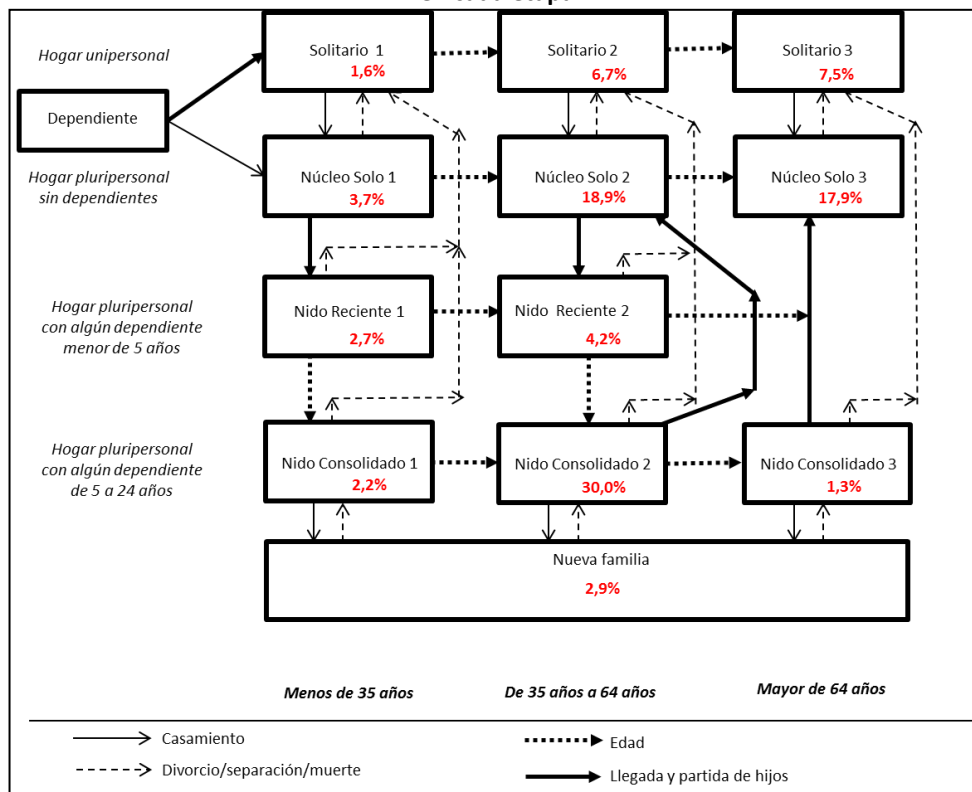 Hogar unipersonal
Solitario 1
1,6%
Solitario 2
6,7%
Solitario 3
7,5%
Dependiente
Hogar pluripersonal
sin dependientes
Núcleo Solo 1
3,7%
Núcleo Solo 2
18,9%
Núcleo Solo 3
17,9%
Hogar pluripersonal
con algún dependiente
menor de 5 años
Nido Reciente 1
2,7%
Nido Reciente 2
4,2%
Hogar pluripersonal
con algún dependiente
de 5 a 24 años
Nido Consolidado 1
2,2%
Nido Consolidado 2
30,0%
Nido Consolidado 3
1,3%
Nueva familia
2,9%
Menos de 35 años
De 35 años a 64 años
Mayor de 64 años
Casamiento
Edad
Divorcio/separación/muerte
Llegada y partida de hijos